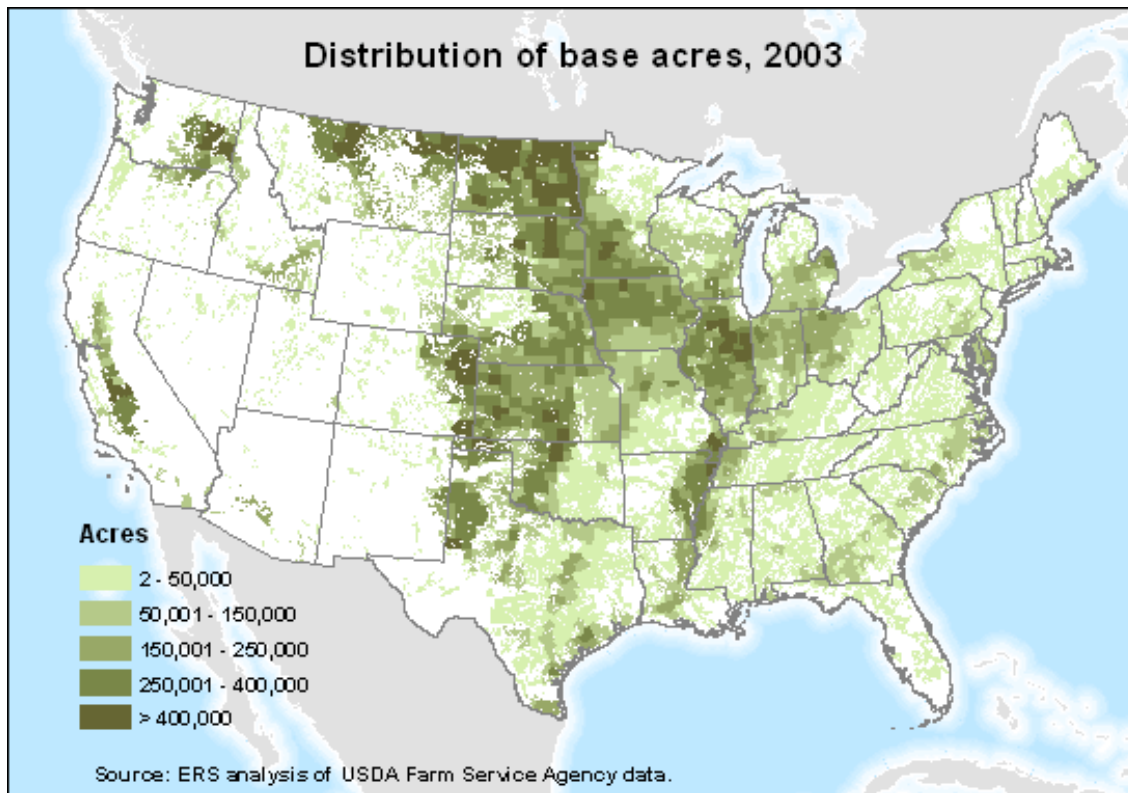 Distribution of base acres, 2003
Acres
2 - 50,000
50,001 - 150,000
150,001 - 250,000
250,001 - 400,000
> 400,000
Source: ERS analysis of USDA Farm Service Agency data.